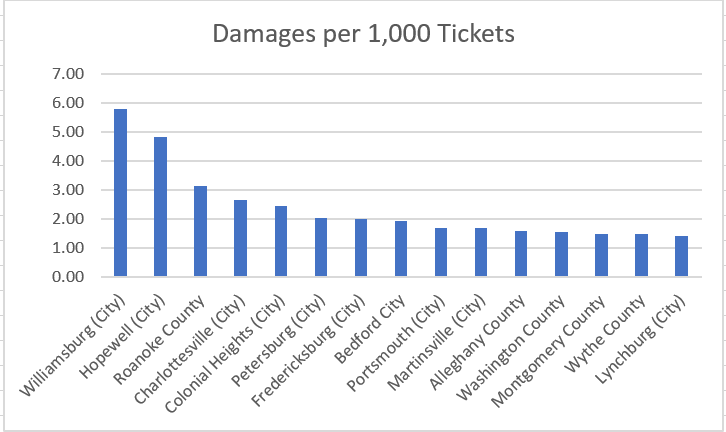 Damages per 1,000 Tickets
7.00
6.00
5.00
4.00
3.00
2.00
1.00
0.00
Williamsburg (City)
Hopewell (City)
Roanoke County
Charlottesville (City)
Colonial Heights (City)
Petersburg (City)
Fredericksburg (City)
Bedford City
Portsmouth (City)
Martinsville (City)
Alleghany County
Washington County
Montgomery County
Wythe County
Lynchburg (City)